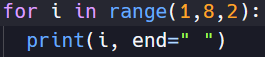 for i in range(1,8,2):
    print(i, end=" ")